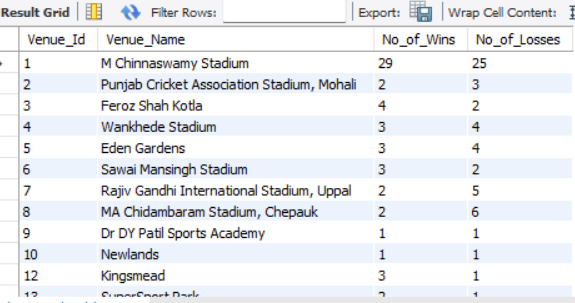 Result Grid Filter Rows: Export: Wrap Cell Content:
Venue_Id Venue_Name No_of_Wins No_of_Losses
1 M Chinnaswamy Stadium 29 25
2 Punjab Cricket Association Stadium, Mohali 2 3
3 Feroz Shah Kotla 4 2
4 Wankhede Stadium 3 4
5 Eden Gardens 3 4
6 Sawai Mansingh Stadium 3 2
7 Rajiv Gandhi International Stadium, Uppal 2 5
8 MA Chidambaram Stadium, Chepauk 2 6
9 Dr DY Patil Sports Academy 1 1
10 Newlands 1 1
12 Kingsmead 3 1
13 SuperSport Park 2 1